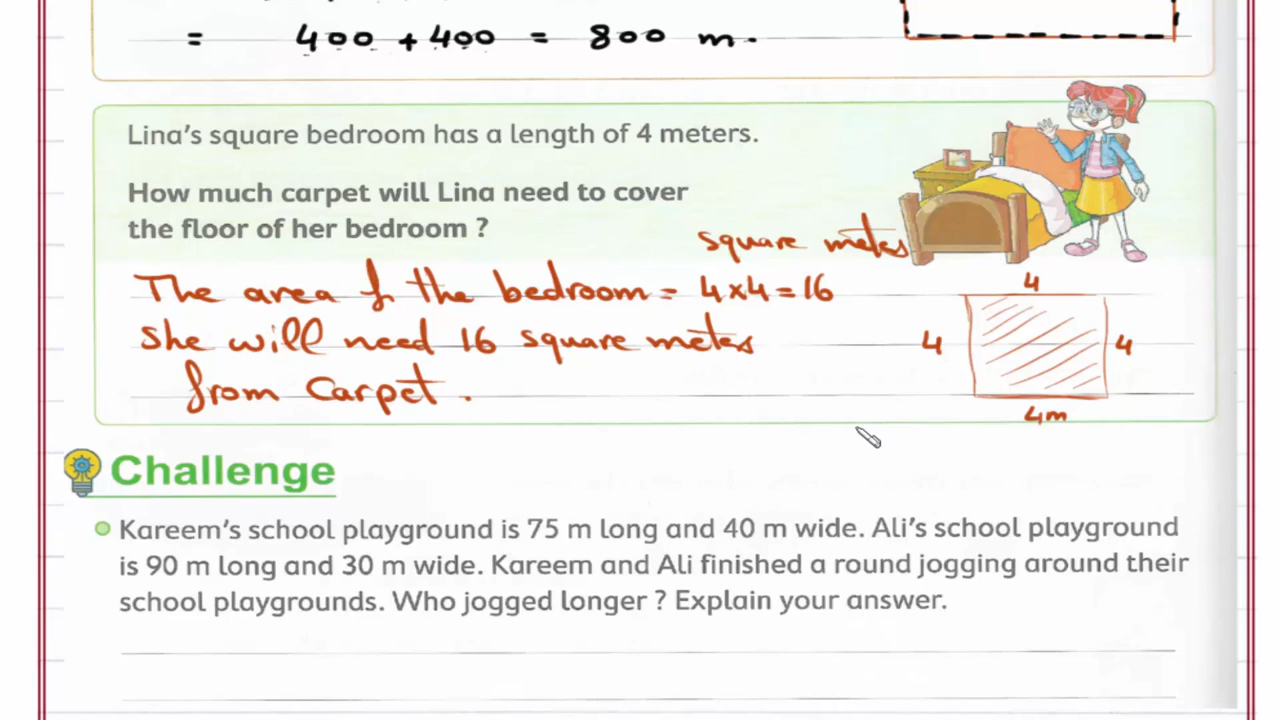 = 400 + 400 = 800 m.
Lina's square bedroom has a length of 4 meters.
How much carpet will Lina need to cover
the floor of her bedroom ?
square meters
The area of the bedroom = 4 x 4 = 16
She will need 16 square meters
from Carpet .
4
4
4
4m
Challenge
Kareem's school playground is 75 m long and 40 m wide. Ali's school playground
is 90 m long and 30 m wide. Kareem and Ali finished a round jogging around their
school playgrounds. Who jogged longer ? Explain your answer.